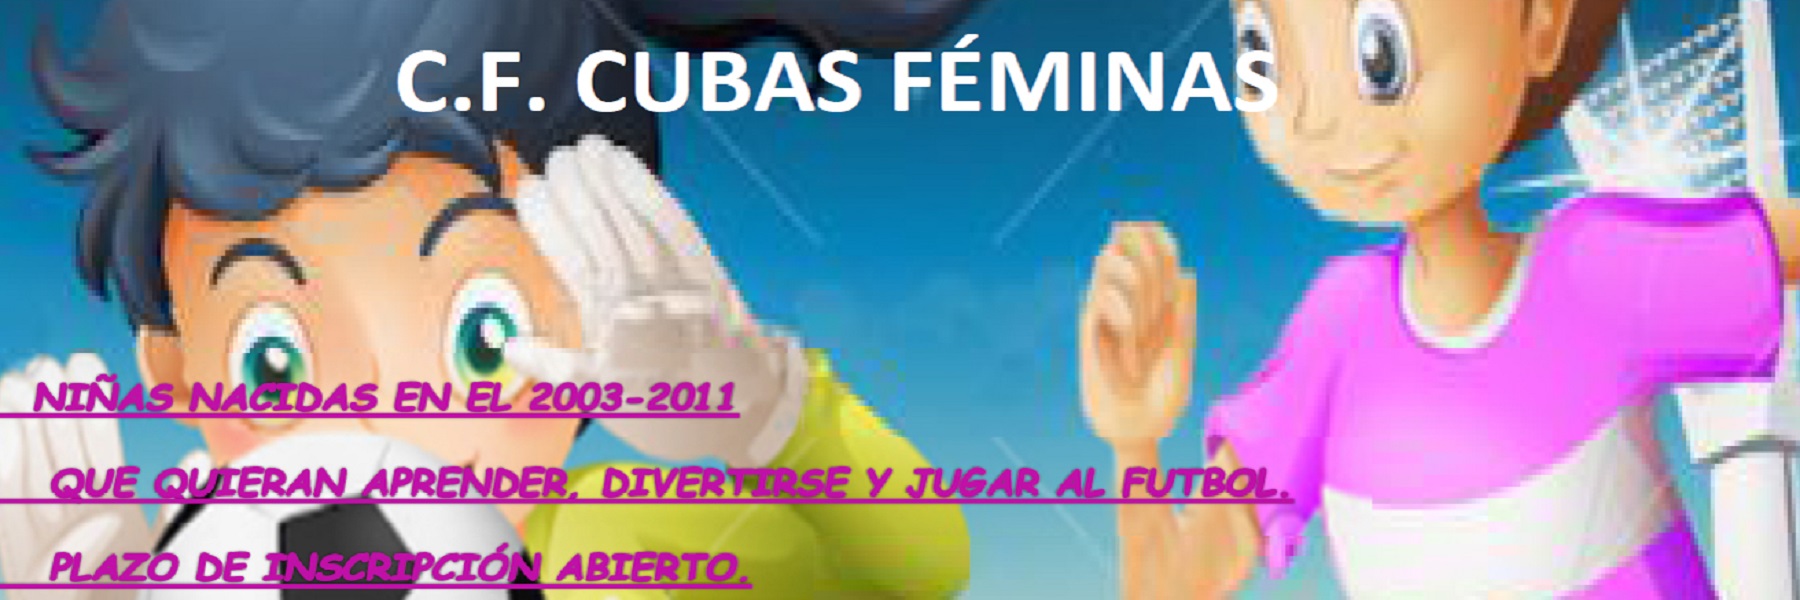 C.F. CUBAS FÉMINAS
NIÑAS NACIDAS EN EL 2003-2011
QUE QUIERAN APRENDER, DIVERTIRSE Y JUGAR AL FUTBOL.
PLAZO DE INSCRIPCIÓN ABIERTO.